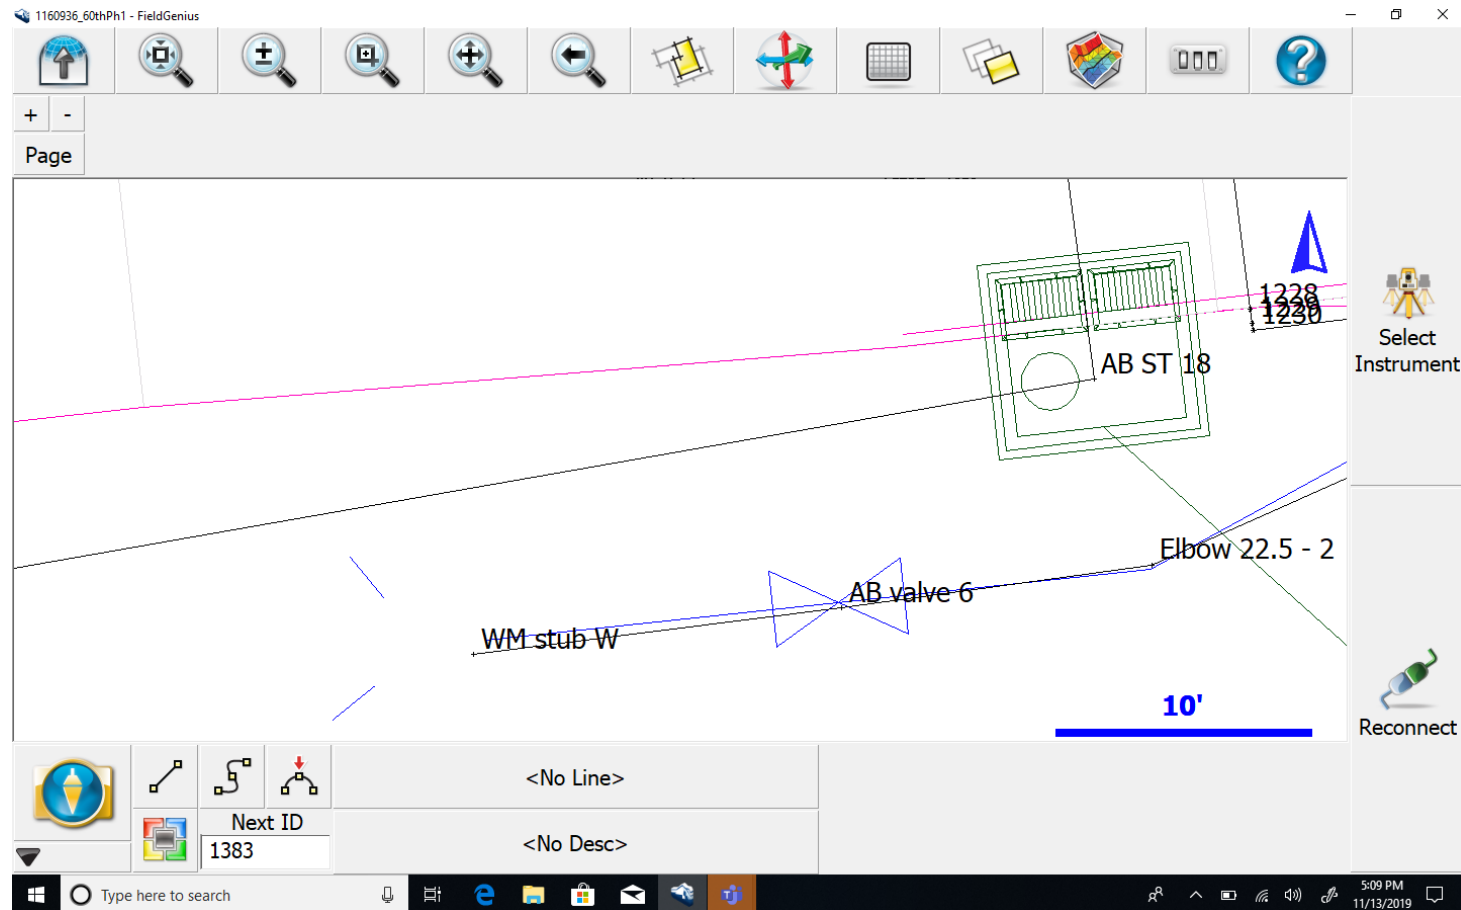 1160936_60thPh1 - FieldGenius
+ -
Page
1228
1230
AB ST 18
Select
Instrument
Elbow 22.5 - 2
AB valve 6
WM stub W
10'
Reconnect
<No Line>
Next ID
1383
<No Desc>
Type here to search
5:09 PM
11/13/2019